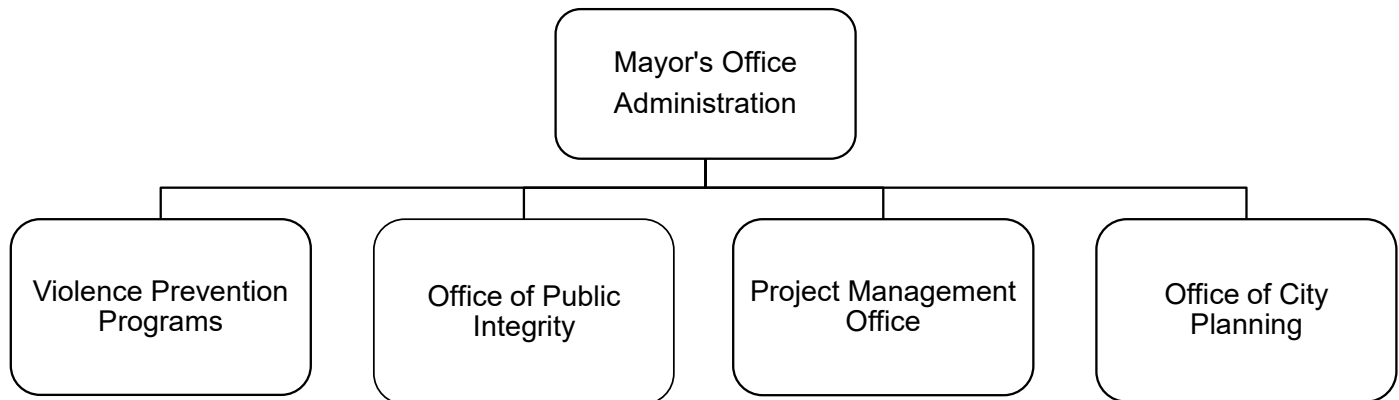 Mayor's Office
Administration
Violence Prevention
Programs
Office of Public
Integrity
Project Management
Office
Office of City
Planning